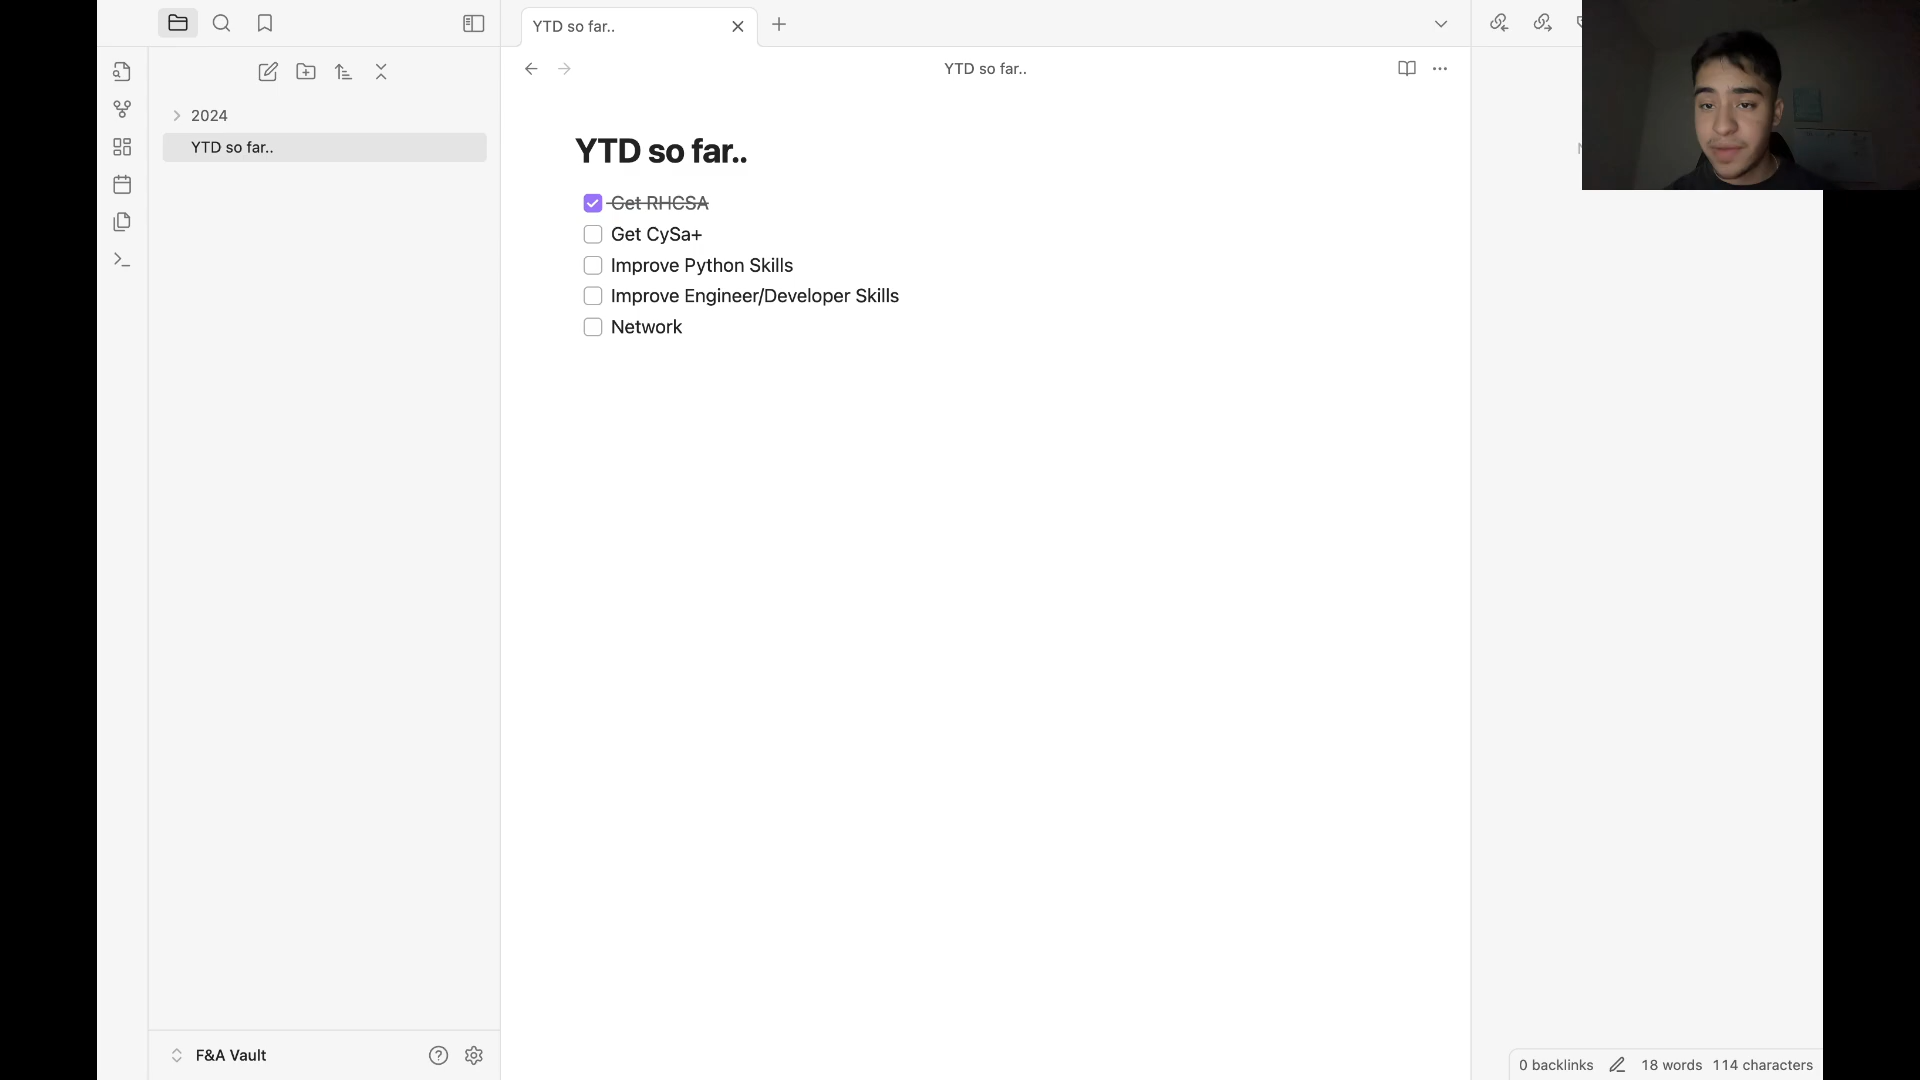 YTD so far..
2024
YTD so far..
YTD so far..
YTD so far..
Get RHCSA
Get CySa+
Improve Python Skills
Improve Engineer/Developer Skills
Network
F&A Vault
0 backlinks 18 words 114 characters